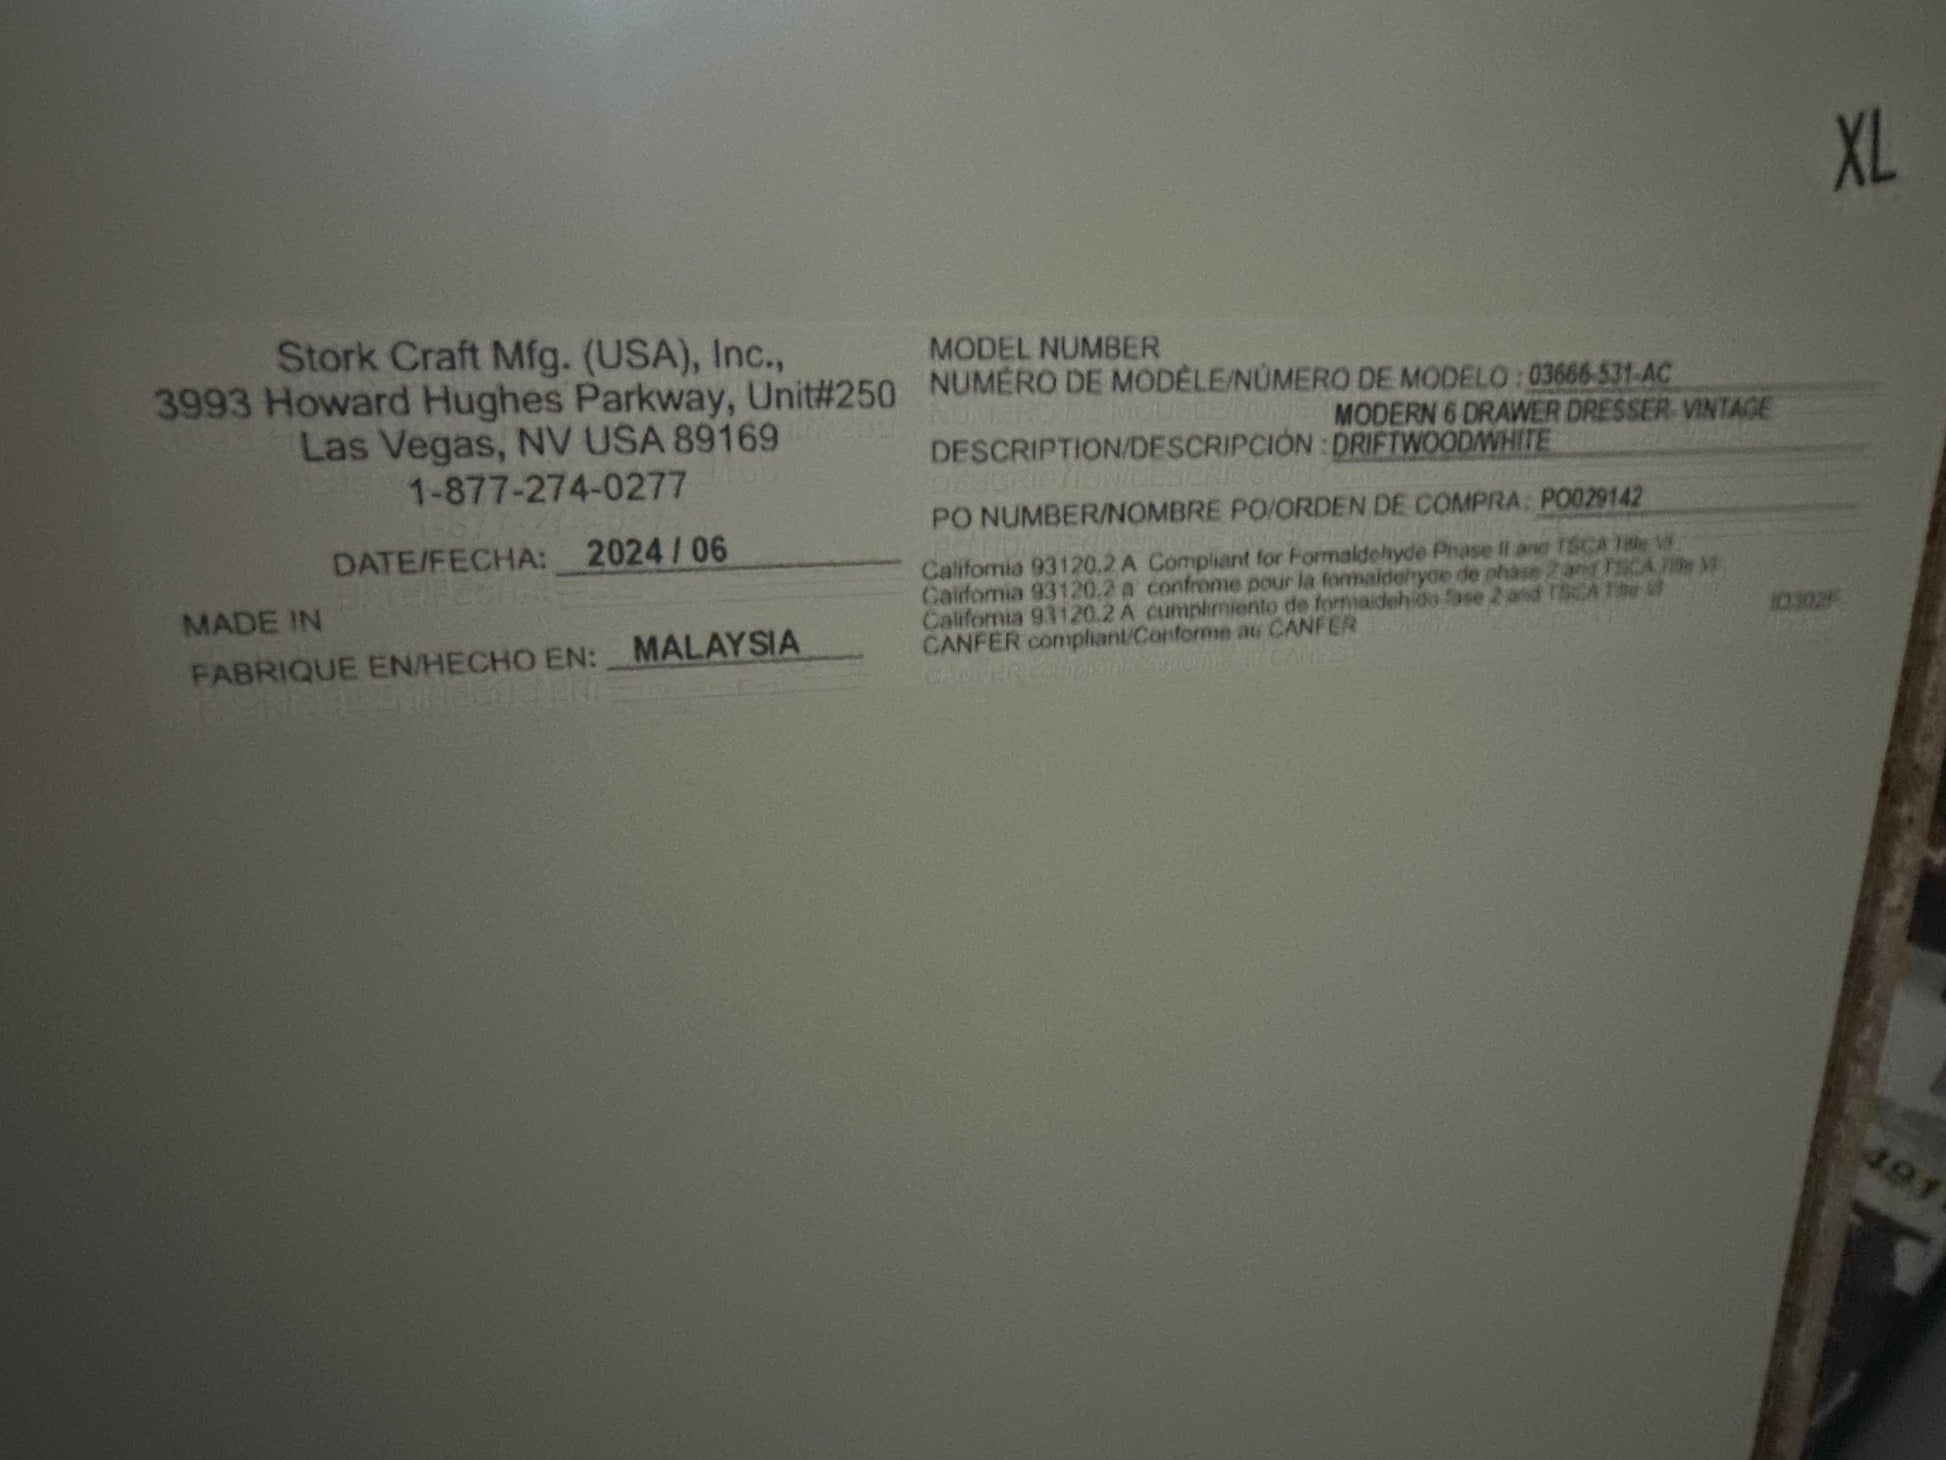 XL
Stork Craft Mfg. (USA), Inc.,
3993 Howard Hughes Parkway, Unit#250
Las Vegas, NV USA 89169
1-877-274-0277
DATE/FECHA: 2024 / 06
MADE IN
FABRIQUE EN/HECHO EN: MALAYSIA
MODEL NUMBER
NUMÉRO DE MODÈLE/NÚMERO DE MODELO : 03666-531-AC
MODERN 6 DRAWER DRESSER- VINTAGE
DESCRIPTION/DESCRIPCIÓN : DRIFTWOOD/WHITE
PO NUMBER/NOMBRE PO/ORDEN DE COMPRA: PO029142
California 93120.2 A Compliant for Formaldehyde Phase II and TSCA Title VI
California 93120.2 a confrome pour la formaldehyde de phase 2 and TSCA Title VI
California 93120.2 A cumplimiento de formaldehido fase 2 and TSCA Title VI
CANFER compliant/Conforme au CANFER